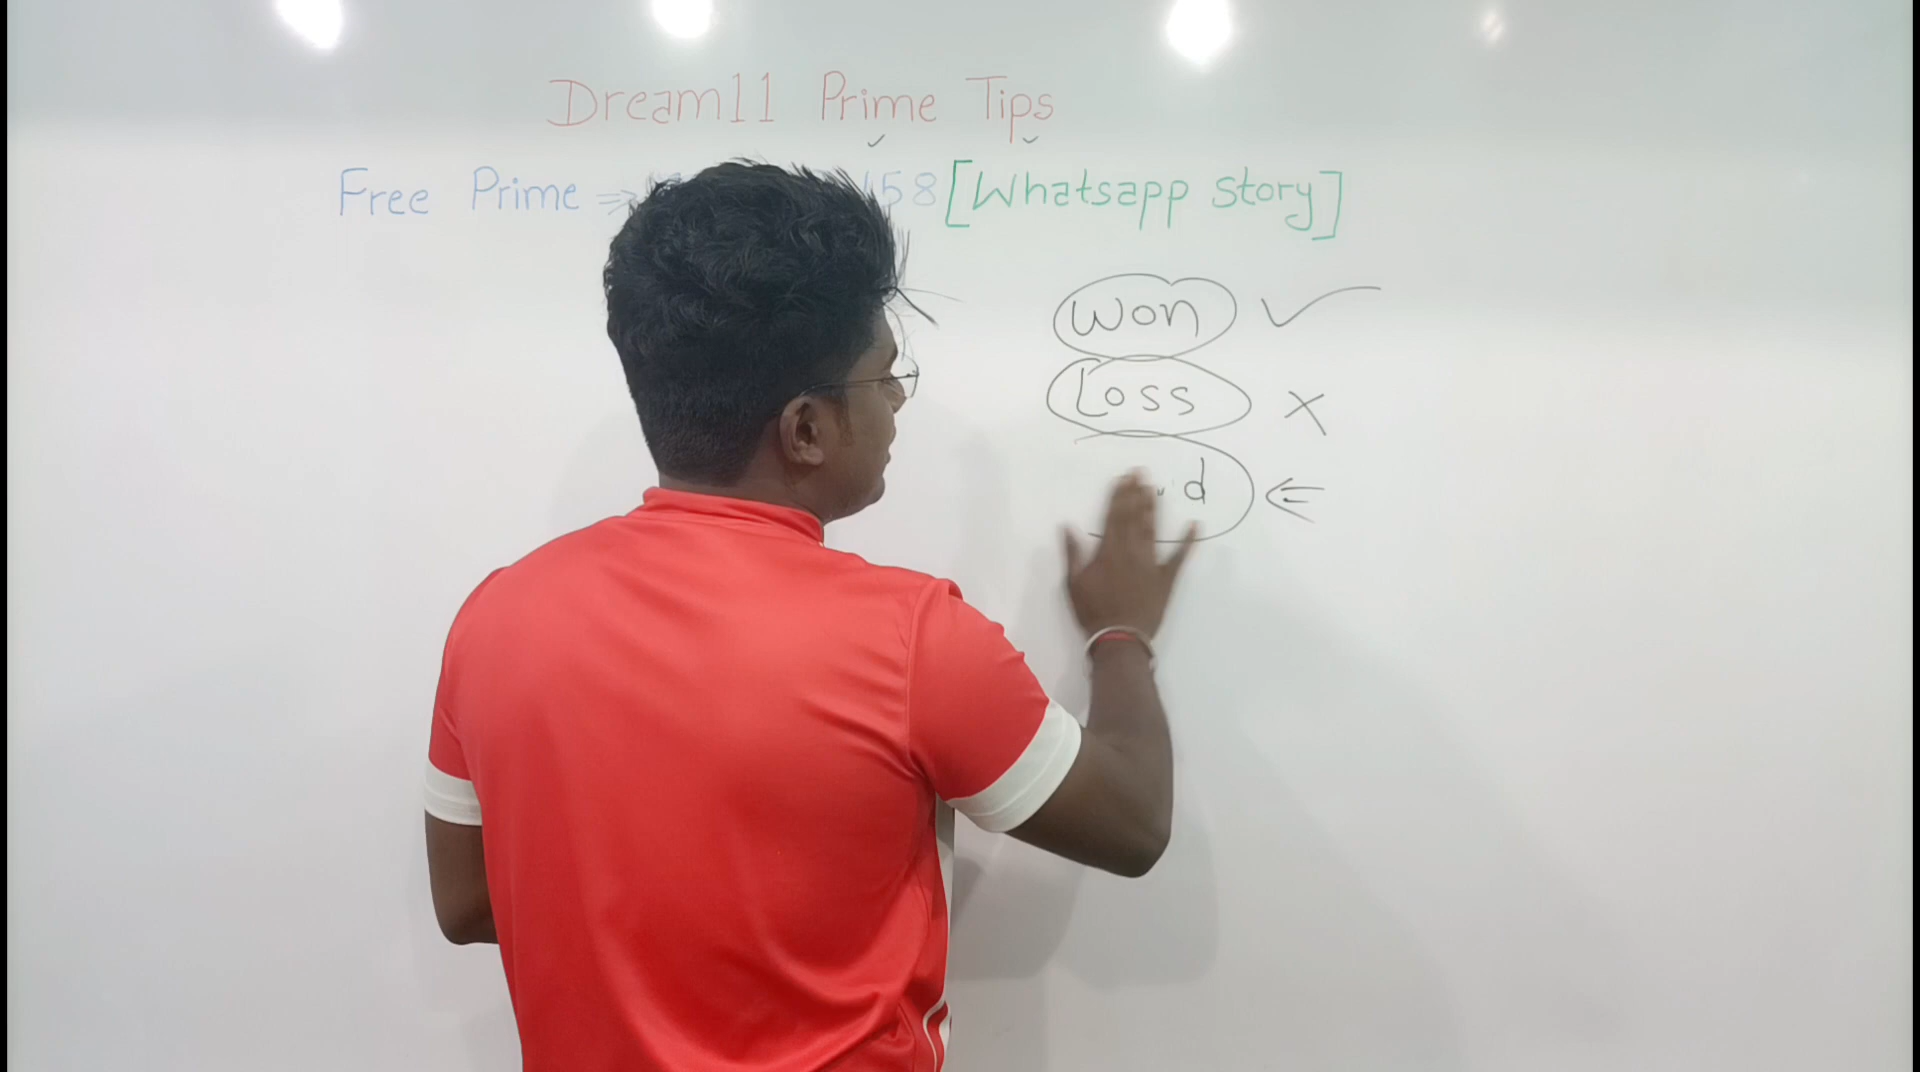 Dream11 Prime Tips
Free Prime ⇒ 58 [Whatsapp Story]
Won ✓
Loss X